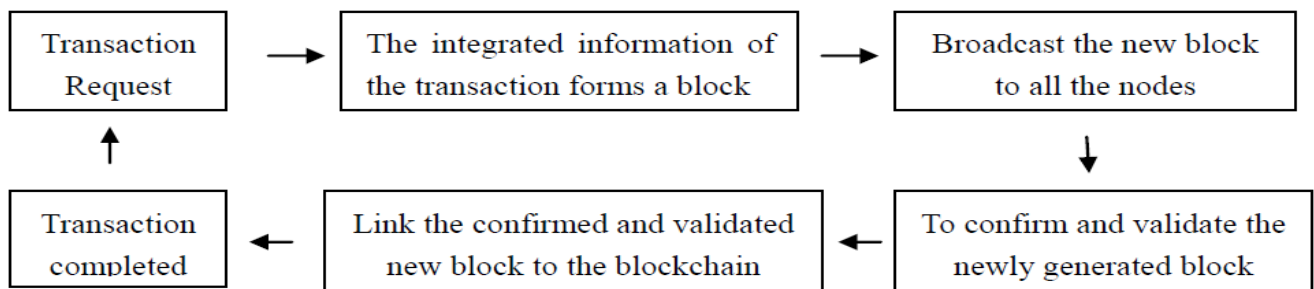 Transaction
Request
The integrated information of
the transaction forms a block
Broadcast the new block
to all the nodes
To confirm and validate the
newly generated block
Link the confirmed and validated
new block to the blockchain
Transaction
completed